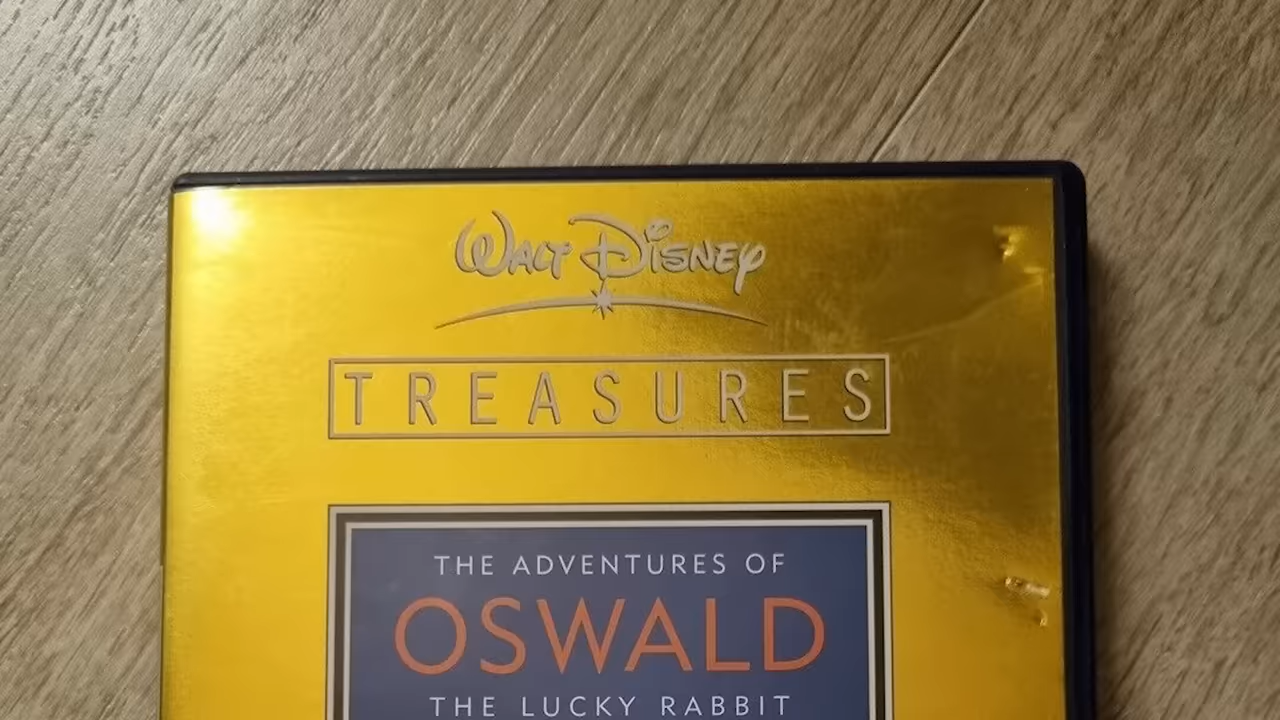 Walt Disney
TREASURES
THE ADVENTURES OF
OSWALD
THE LUCKY RABBIT